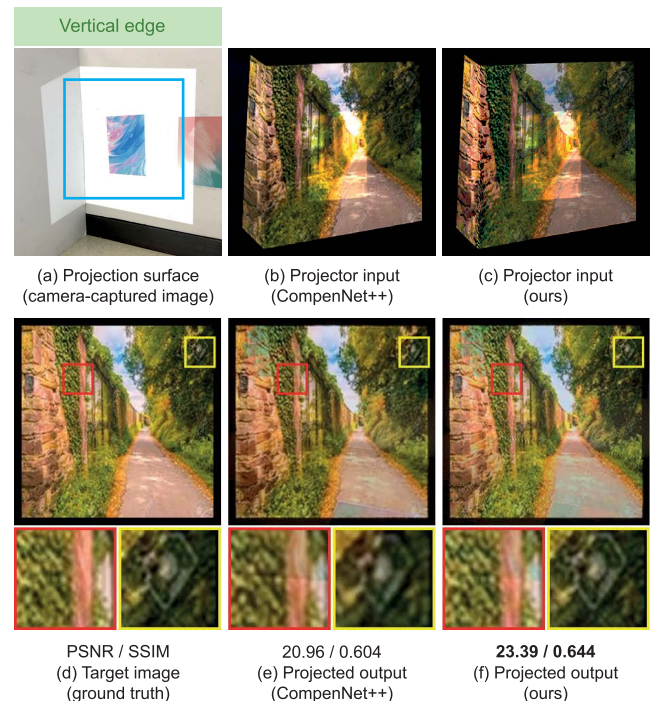 Vertical edge
(a) Projection surface
(camera-captured image)
(b) Projector input
(CompenNet++)
(c) Projector input
(ours)
PSNR / SSIM
(d) Target image
(ground truth)
20.96 / 0.604
(e) Projected output
(CompenNet++)
23.39 / 0.644
(f) Projected output
(ours)